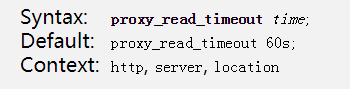 Syntax: proxy_read_timeout time;
Default: proxy_read_timeout 60s;
Context: http, server, location